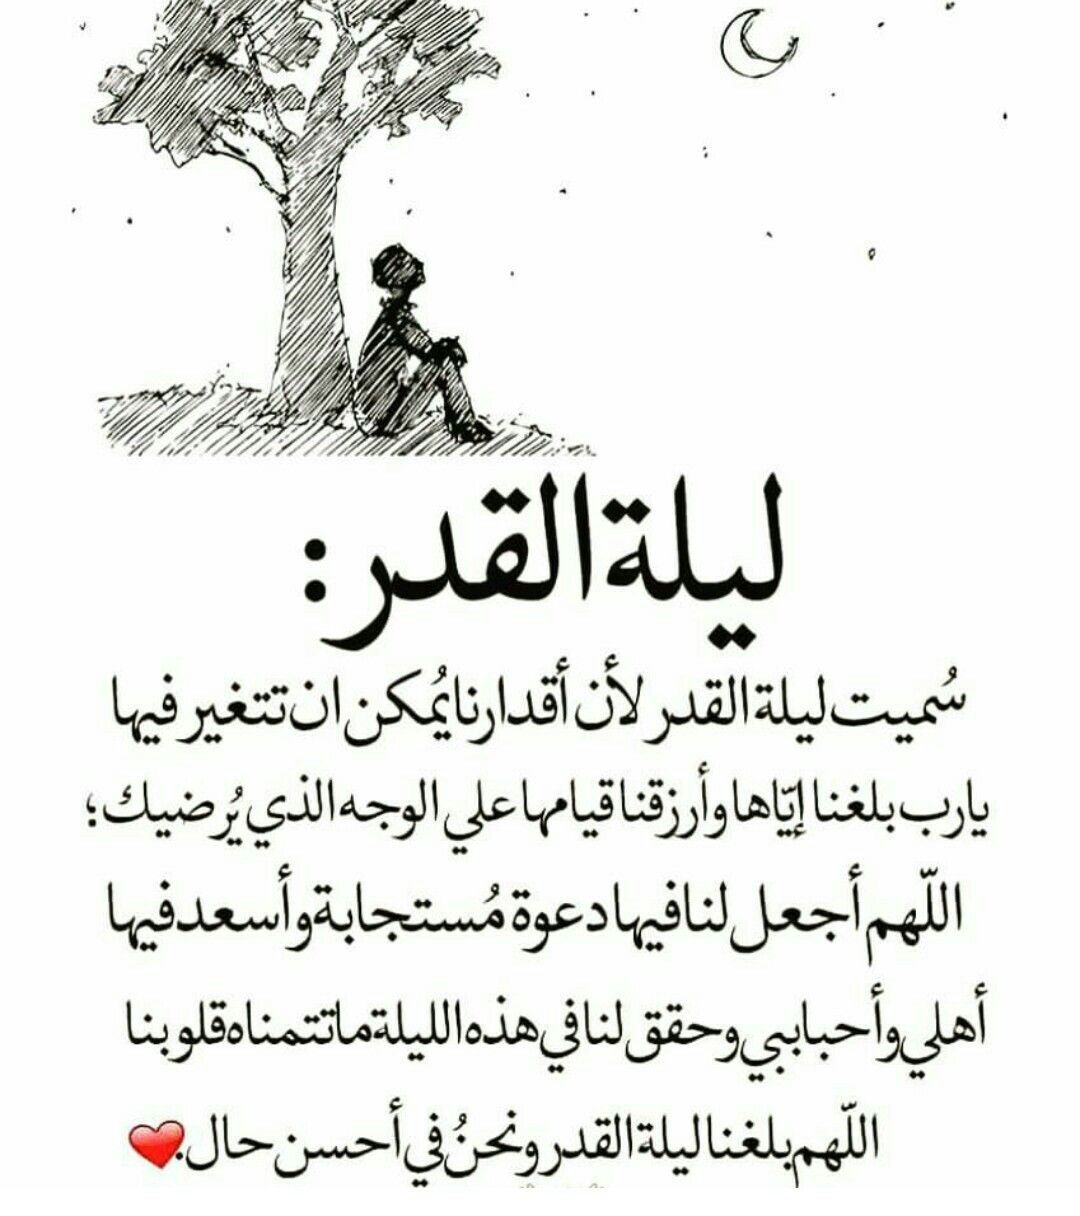 ليلة القدر :
سُميت ليلة القدر لأن أقدارنا يُمكن ان تتغير فيها
يارب بلغنا إيّاها وأرزقنا قيامها علي الوجه الذي يُرضيك؛
اللّهم أجعل لنا فيها دعوة مُستجابة وأسعد فيها
أهلي وأحبابي وحقق لنا في هذه الليلة ماتتمناه قلوبنا
اللّهم بلغنا ليلة القدر ونحنُ في أحسن حال.❤